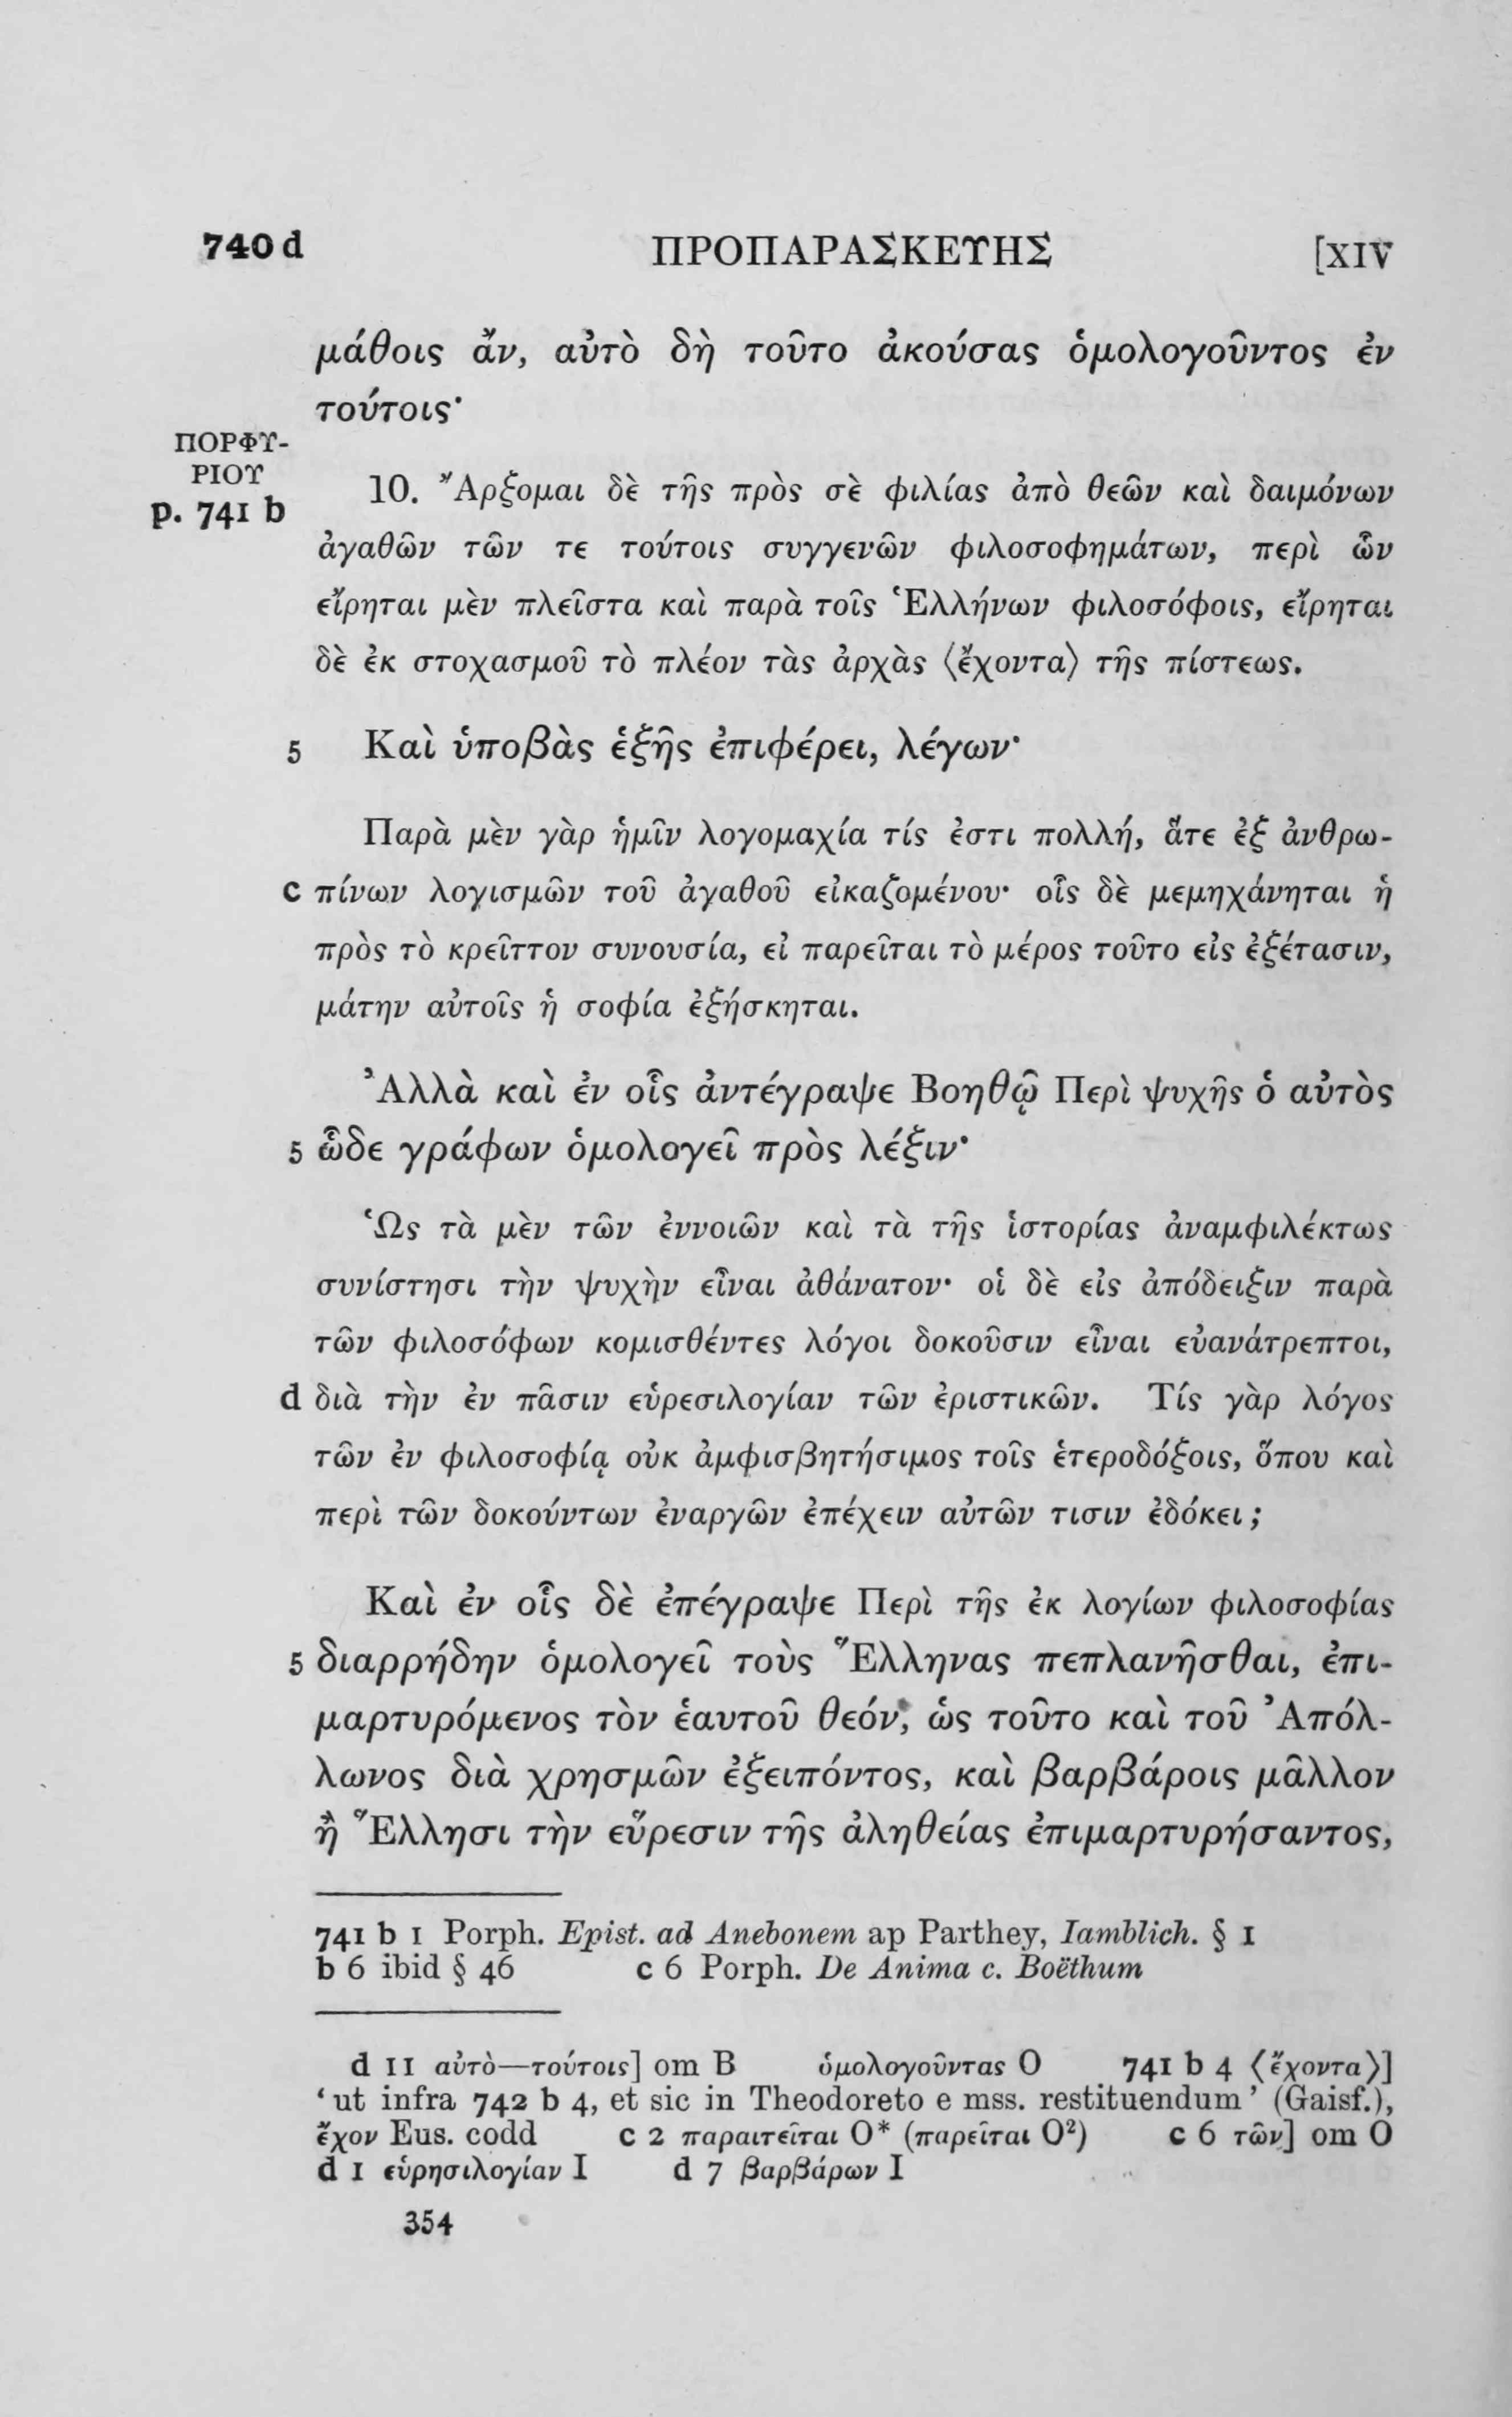 740 d ΠΡΟΠΑΡΑΣΚΕΥΗΣ [XIV
μάθοις ἄν, αὐτὸ δὴ τοῦτο ἀκούσας ὁμολογοῦντος ἐν
τούτοις·
ΠΟΡΦΥ-
ΡΙΟΥ
p. 741 b
10. Ἄρξομαι δὲ τῆς πρὸς σὲ φιλίας ἀπὸ θεῶν καὶ δαιμόνων
ἀγαθῶν τῶν τε τούτοις συγγενῶν φιλοσοφημάτων, περὶ ὧν
εἴρηται μὲν πλεῖστα καὶ παρὰ τοῖς Ἑλλήνων φιλοσόφοις, εἴρηται
δὲ ἐκ στοχασμοῦ τὸ πλέον τὰς ἀρχὰς ⟨ἔχοντα⟩ τῆς πίστεως.
5 Καὶ ὑποβὰς ἑξῆς ἐπιφέρει, λέγων·
Παρὰ μὲν γὰρ ἡμῖν λογομαχία τίς ἐστι πολλή, ἅτε ἐξ ἀνθρω-
c πίνων λογισμῶν τοῦ ἀγαθοῦ εἰκαζομένου· οἷς δὲ μεμηχάνηται ἡ
πρὸς τὸ κρεῖττον συνουσία, εἰ παρεῖται τὸ μέρος τοῦτο εἰς ἐξέτασιν,
μάτην αὐτοῖς ἡ σοφία ἐξήσκηται.
Ἀλλὰ καὶ ἐν οἷς ἀντέγραψε Βοηθῷ Περὶ ψυχῆς ὁ αὐτὸς
5 ὧδε γράφων ὁμολογεῖ πρὸς λέξιν·
Ὡς τὰ μὲν τῶν ἐννοιῶν καὶ τὰ τῆς ἱστορίας ἀναμφιλέκτως
συνίστησι τὴν ψυχὴν εἶναι ἀθάνατον· οἱ δὲ εἰς ἀπόδειξιν παρὰ
τῶν φιλοσόφων κομισθέντες λόγοι δοκοῦσιν εἶναι εὐανάτρεπτοι,
d διὰ τὴν ἐν πᾶσιν εὑρεσιλογίαν τῶν ἐριστικῶν. Τίς γὰρ λόγος
τῶν ἐν φιλοσοφίᾳ οὐκ ἀμφισβητήσιμος τοῖς ἑτεροδόξοις, ὅπου καὶ
περὶ τῶν δοκούντων ἐναργῶν ἐπέχειν αὐτῶν τισιν ἐδόκει;
Καὶ ἐν οἷς δὲ ἐπέγραψε Περὶ τῆς ἐκ λογίων φιλοσοφίας
5 διαρρήδην ὁμολογεῖ τοὺς Ἕλληνας πεπλανῆσθαι, ἐπι-
μαρτυρόμενος τὸν ἑαυτοῦ θεόν, ὡς τοῦτο καὶ τοῦ Ἀπόλ-
λωνος διὰ χρησμῶν ἐξειπόντος, καὶ βαρβάροις μᾶλλον
ἢ Ἕλλησι τὴν εὕρεσιν τῆς ἀληθείας ἐπιμαρτυρήσαντος,
741 b 1 Porph. Epist. ad Anebonem ap Parthey, Iamblich. § 1
b 6 ibid § 46 c 6 Porph. De Anima c. Boëthum
d 11 αὐτὸ—τούτοις] om B ὁμολογοῦντας O 741 b 4 ⟨ἔχοντα⟩]
‘ut infra 742 b 4, et sic in Theodoreto e mss. restituendum’ (Gaisf.),
ἔχον Eus. codd c 2 παραιτεῖται O* (παρεῖται O²) c 6 τῶν] om O
d 1 εὑρησιλογίαν I d 7 βαρβάρων I
354